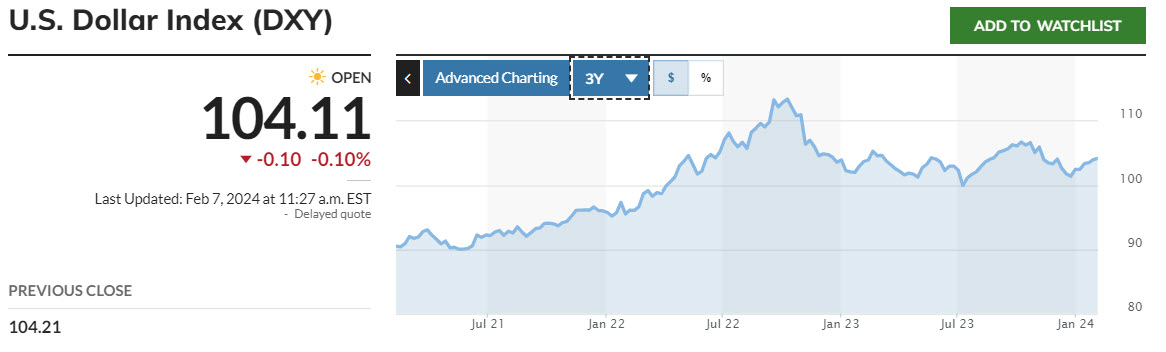 U.S. Dollar Index (DXY)
ADD TO WATCHLIST
OPEN
104.11
-0.10 -0.10%
Last Updated: Feb 7, 2024 at 11:27 a.m. EST
- Delayed quote
PREVIOUS CLOSE
104.21
Advanced Charting
3Y
$
%
110
100
90
80
Jul 21
Jan 22
Jul 22
Jan 23
Jul 23
Jan 24